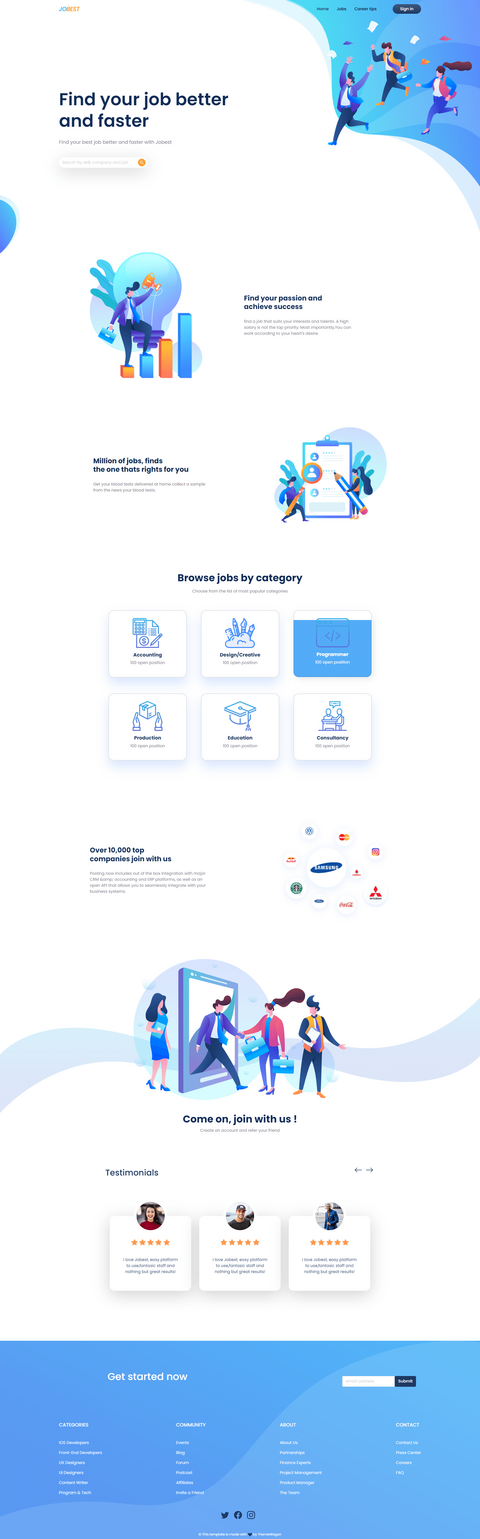 JOBEST
Home Jobs Career tips Sign in
Find your job better
and faster
Find your best job better and faster with Jobest
Find your passion and
achieve success
find a job that suits your interests and talents. A high
salary is not the top priority. Most importantly,You can
work according to your heart's desire
Million of jobs, finds
the one thats rights for you
Get your blood tests delivered at home collect a sample
from the news your blood tests.
Browse jobs by category
Choose from the list of most popular categories
Accounting
100 open position
Design/Creative
100 open position
Programmer
100 open position
Production
100 open position
Education
100 open position
Consultancy
100 open position
Over 10,000 top
companies join with us
Posting now includes out of the box integration with major
CRM &amp; accounting and ERP platforms, as well as an
open API that allows you to seamlessly integrate with your
business systems.
SAMSUNG
Coca-Cola
MITSUBISHI
Come on, join with us !
Create an account and refer your friend
Testimonials
I love Jobest, easy platform
to use,fantasic staff and
nothing but great results!
I love Jobest, easy platform
to use,fantasic staff and
nothing but great results!
I love Jobest, easy platform
to use,fantasic staff and
nothing but great results!
Get started now
Submit
CATEGORIES
iOS Developers
Front-End Developers
UX Designers
UI Designers
Content Writer
Program & Tech
COMMUNITY
Events
Blog
Forum
Podcast
Affiliates
Invite a Friend
ABOUT
About Us
Partnerships
Finance Experts
Project Management
Product Manager
The Team
CONTACT
Contact Us
Press Center
Careers
FAQ
© This template is made with by ThemeWagon